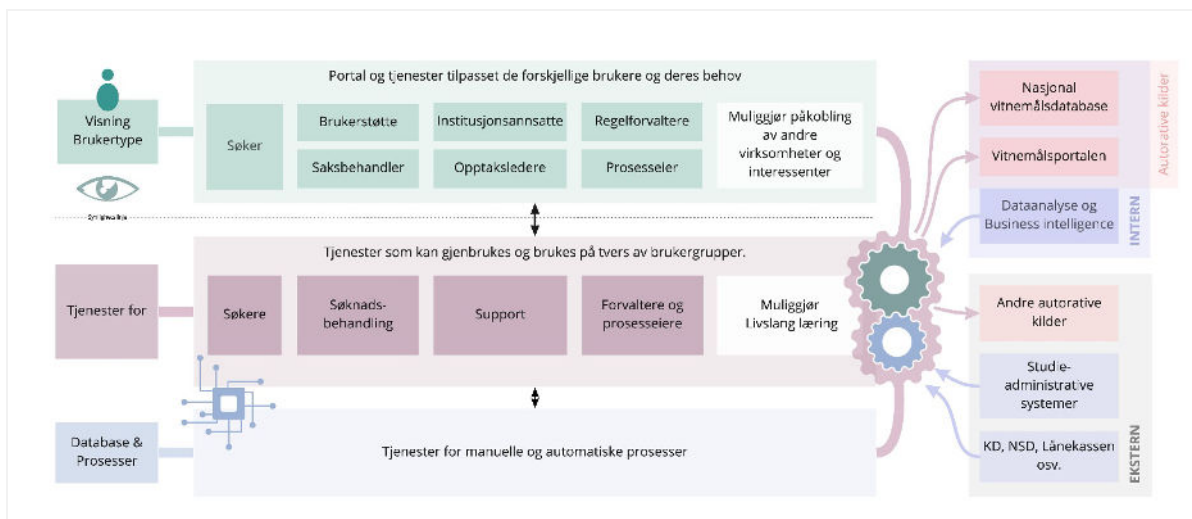 Portal og tjenester tilpasset de forskjellige brukere og deres behov
Visning
Brukertype
Søker
Brukerstøtte
Institusjonsannsatte
Regelforvaltere
Saksbehandler
Opptaksledere
Prosesseier
Muliggjør påkobling
av andre
virksomheter og
interessenter
Tjenester som kan gjenbrukes og brukes på tvers av brukergrupper.
Tjenester for
Søkere
Søknads-
behandling
Support
Forvaltere og
prosesseiere
Muliggjør
Livslang læring
Database &
Prosesser
Tjenester for manuelle og automatiske prosesser
Nasjonal
vitnemålsdatabase
Vitnemålsportalen
Autorative kilder
Dataanalyse og
Business intelligence
INTERN
Andre autorative
kilder
Studie-
administrative
systemer
KD, NSD, Lånekassen
osv.
EKSTERN